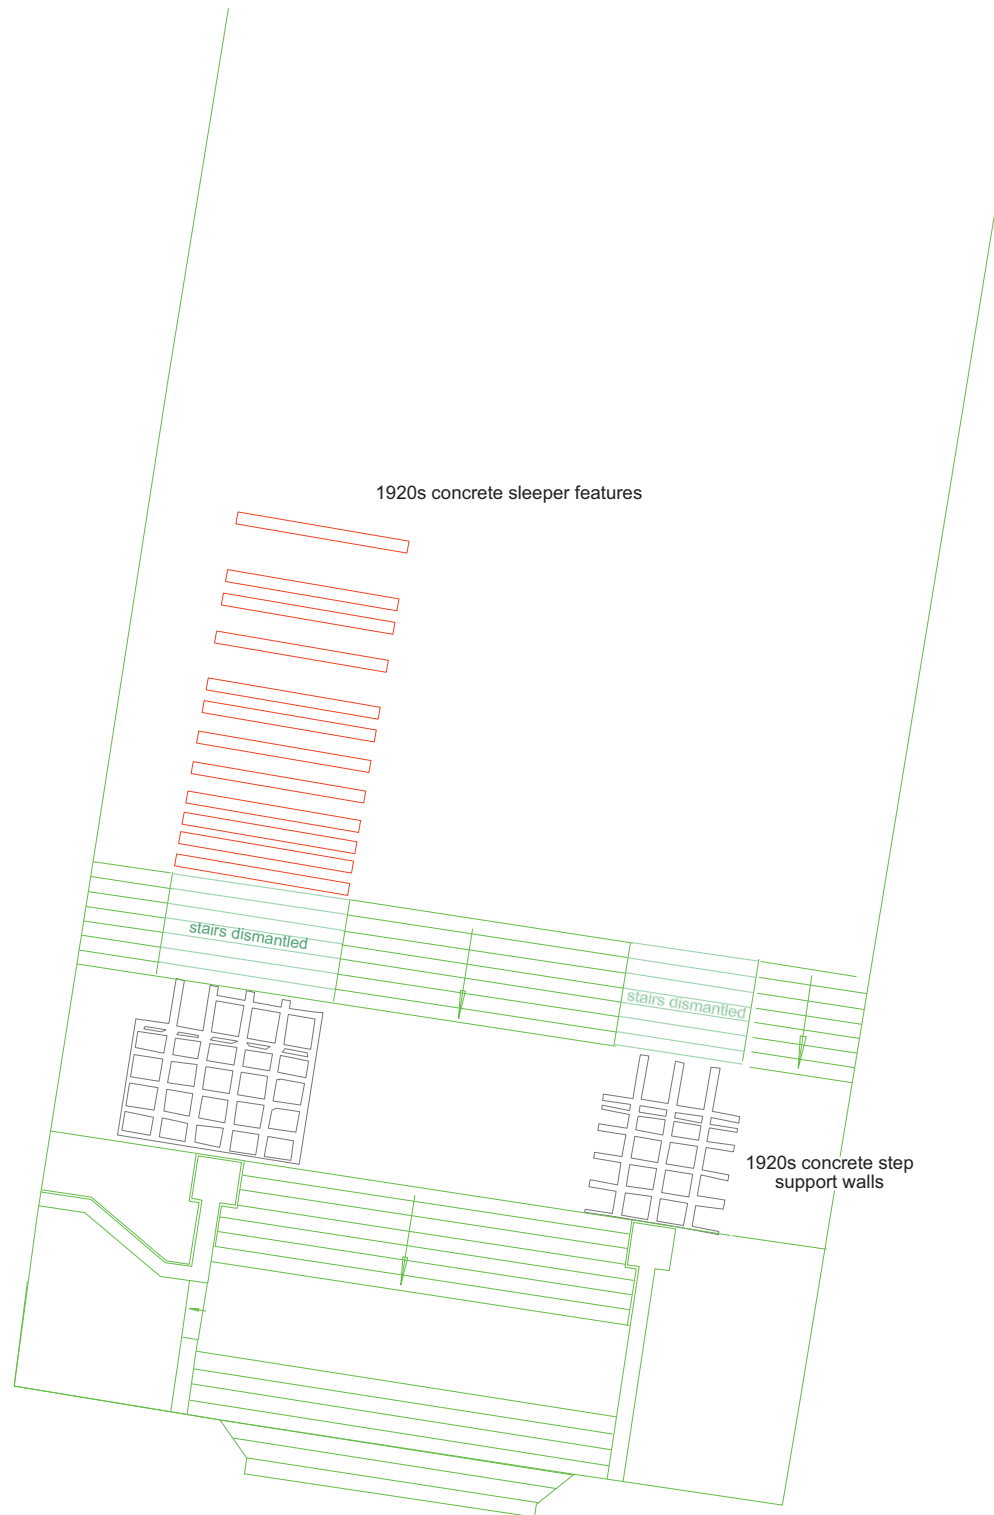 1920s concrete sleeper features
stairs dismantled
stairs dismantled
1920s concrete step
support walls